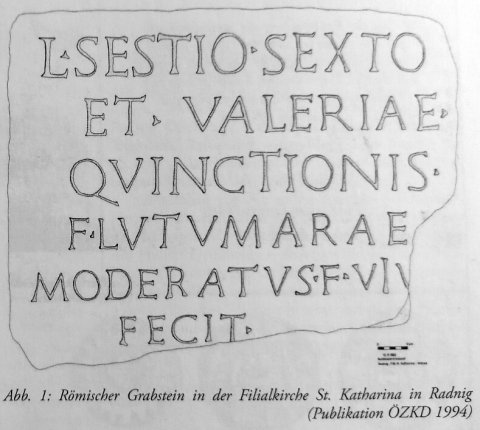 L·SESTIO·SEXTO
ET· VALERIAE·
QVINCTIONIS·
F·LVTVMARAE
MODERATVS·F·VIV
FECIT·
Abb. 1: Römischer Grabstein in der Filialkirche St. Katharina in Radnig
(Publikation ÖZKD 1994)